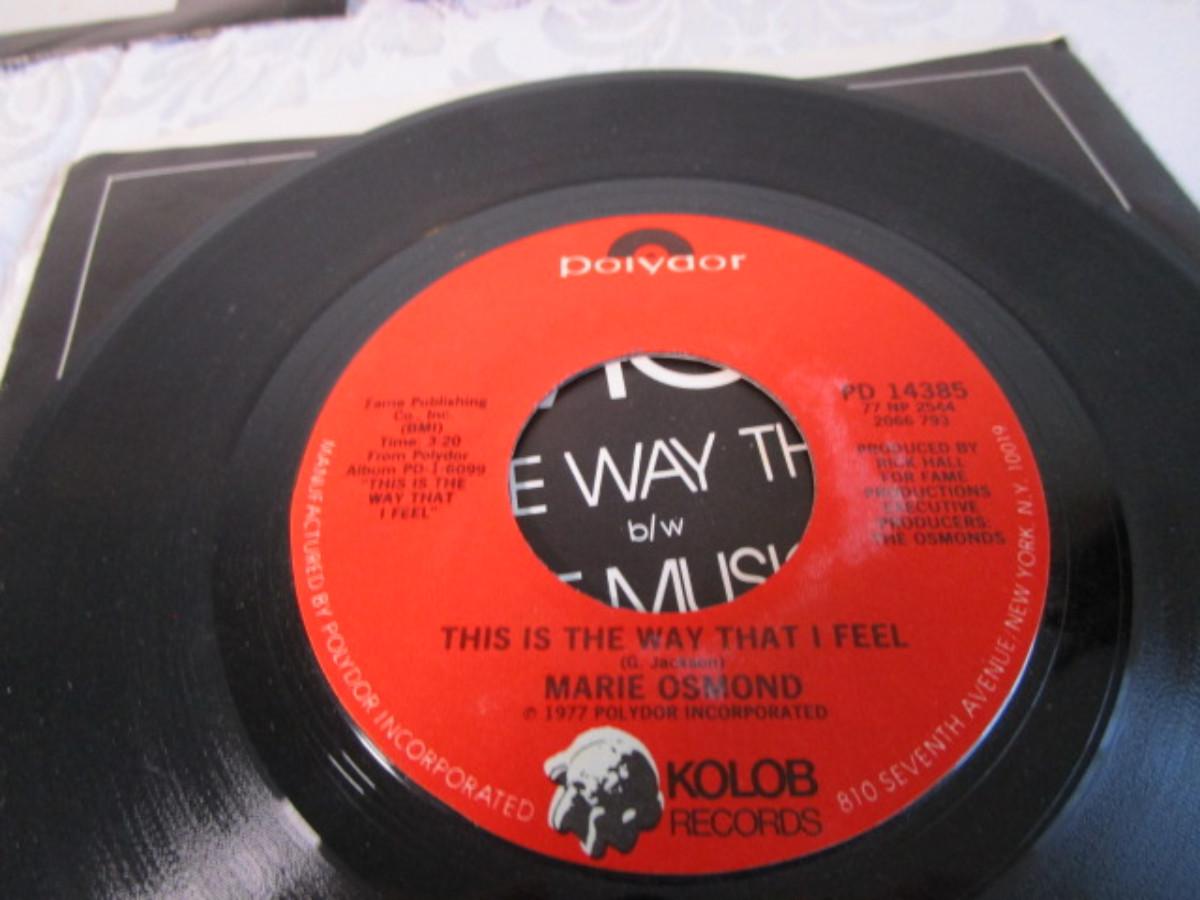 polydor
Fame Publishing
Co., Inc.
(BMI)
Time: 3:20
From Polydor
Album PD-1-6099
"THIS IS THE
WAY THAT
I FEEL"
PD 14385
77 NP 2544
2066 793
PRODUCED BY
RICK HALL
FOR FAME
PRODUCTIONS
EXECUTIVE
PRODUCERS:
THE OSMONDS
E WAY TH
b/w
MUSIC
THIS IS THE WAY THAT I FEEL
(G. Jackson)
MARIE OSMOND
℗ 1977 POLYDOR INCORPORATED
KOLOB
RECORDS
MANUFACTURED BY POLYDOR INCORPORATED
810 SEVENTH AVENUE, NEW YORK N.Y. 10019